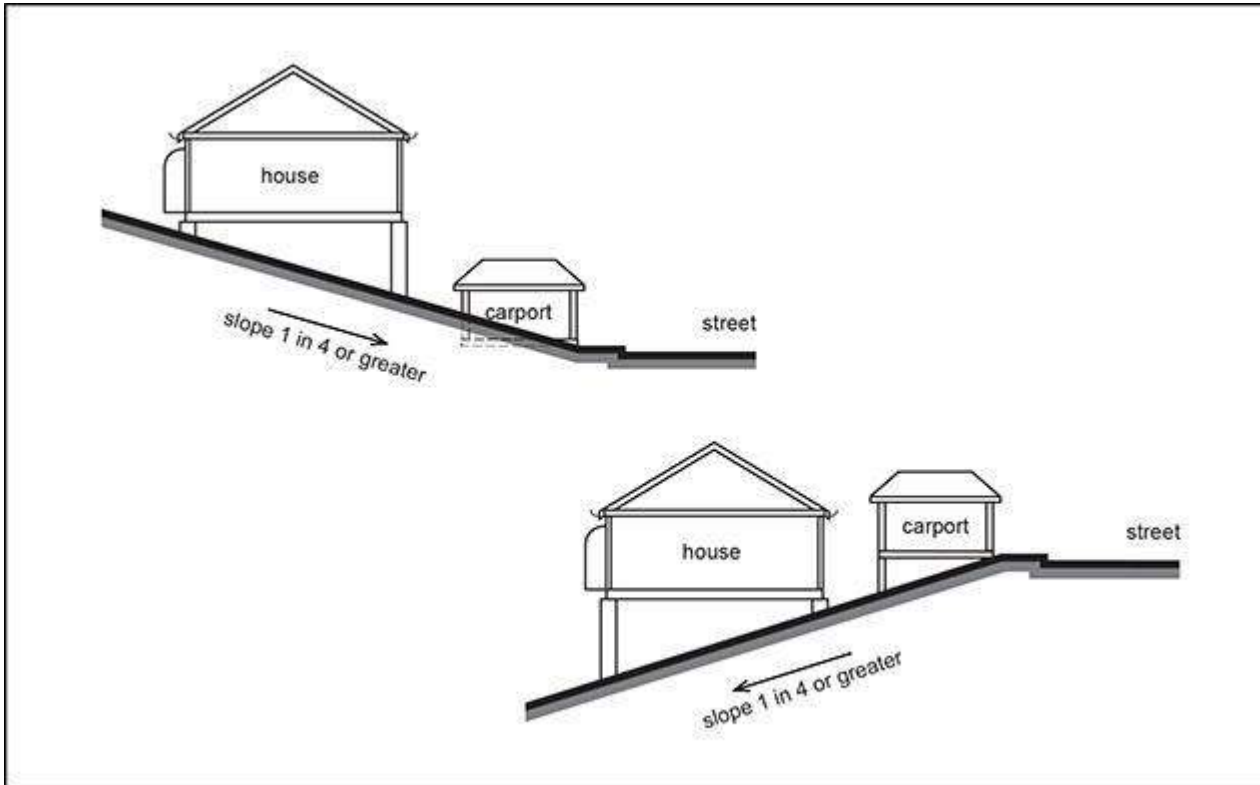 house
carport
street
slope 1 in 4 or greater
house
carport
street
slope 1 in 4 or greater